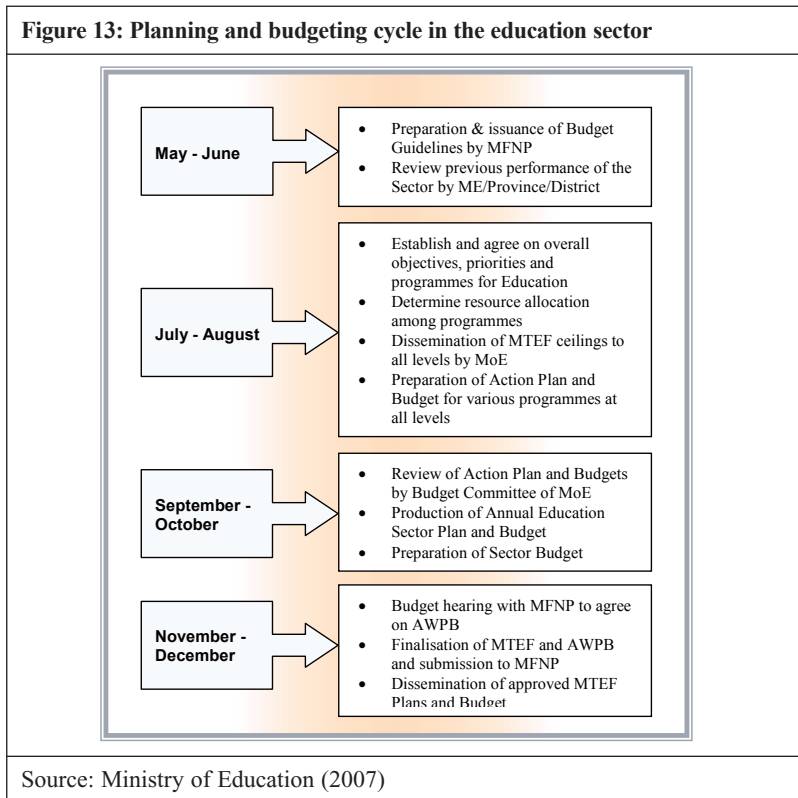 Figure 13: Planning and budgeting cycle in the education sector
May - June
• Preparation & issuance of Budget
Guidelines by MFNP
• Review previous performance of the
Sector by ME/Province/District
July - August
• Establish and agree on overall
objectives, priorities and
programmes for Education
• Determine resource allocation
among programmes
• Dissemination of MTEF ceilings to
all levels by MoE
• Preparation of Action Plan and
Budget for various programmes at
all levels
September -
October
• Review of Action Plan and Budgets
by Budget Committee of MoE
• Production of Annual Education
Sector Plan and Budget
• Preparation of Sector Budget
November -
December
• Budget hearing with MFNP to agree
on AWPB
• Finalisation of MTEF and AWPB
and submission to MFNP
• Dissemination of approved MTEF
Plans and Budget
Source: Ministry of Education (2007)